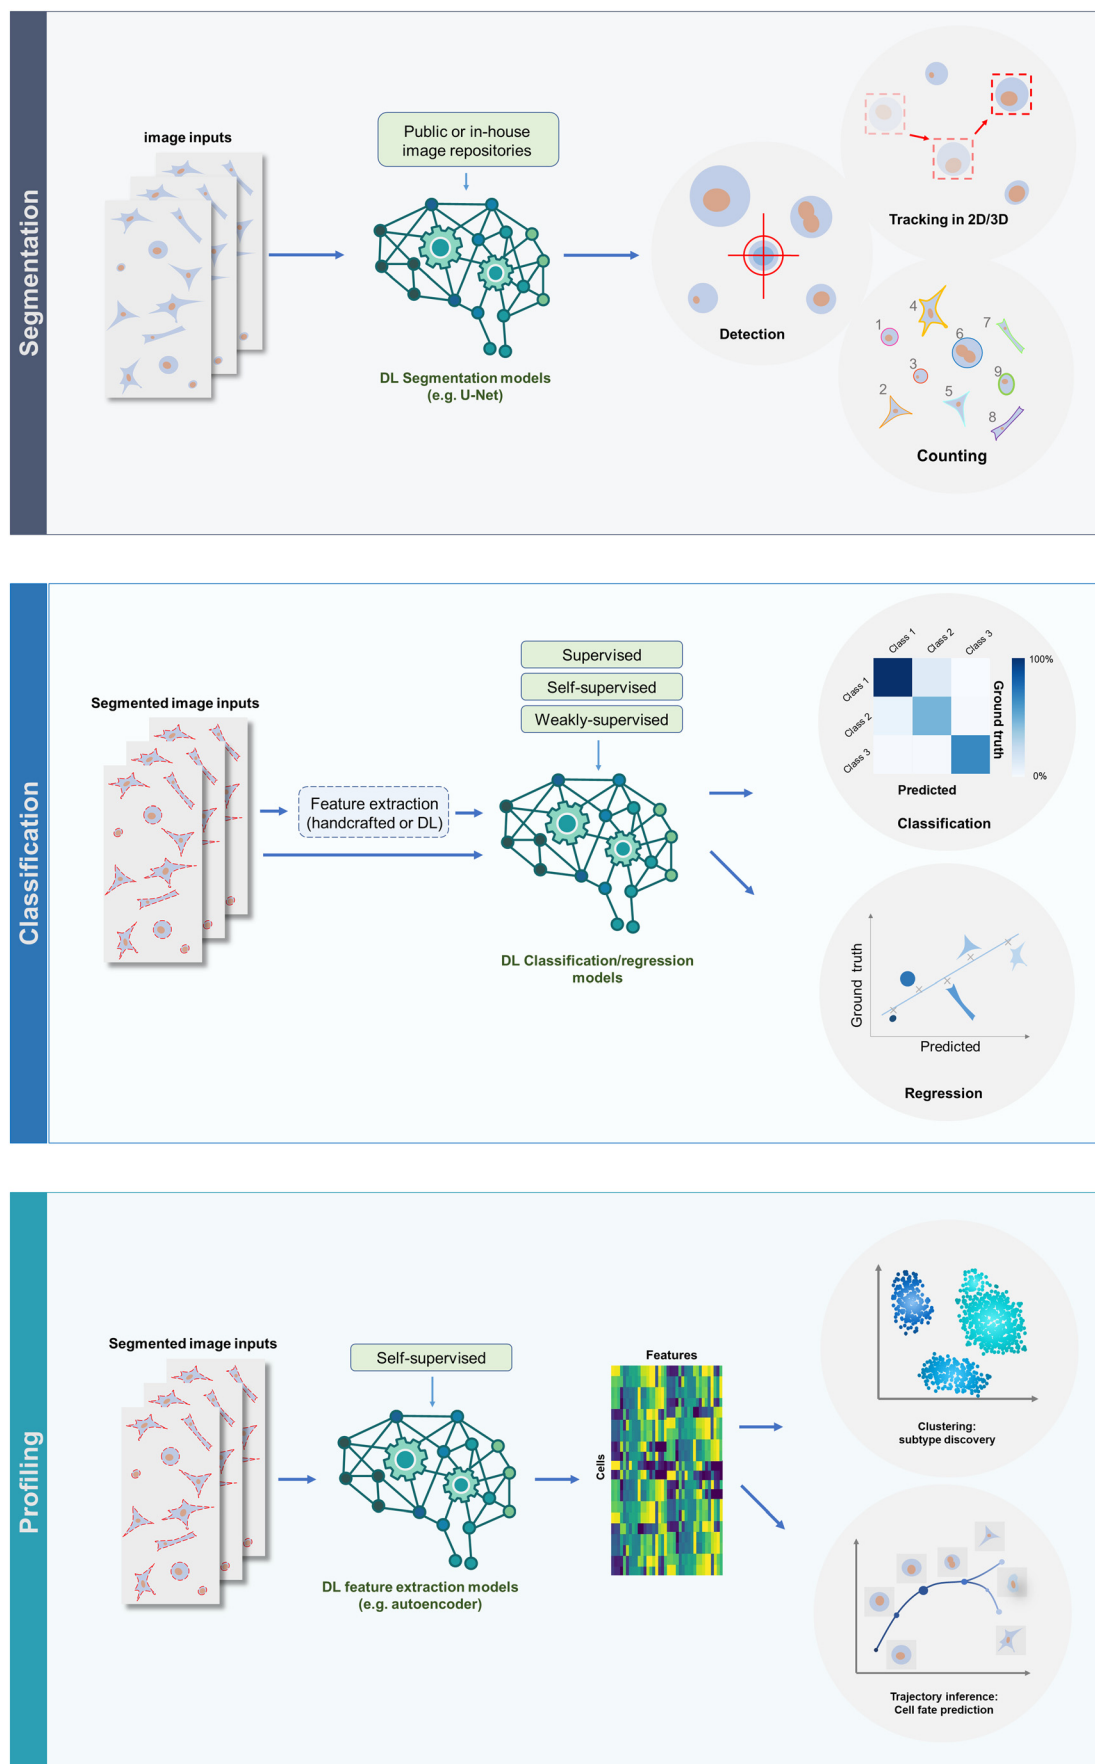 Segmentation
image inputs
Public or in-house
image repositories
DL Segmentation models
(e.g. U-Net)
Detection
Tracking in 2D/3D
1
2
3
4
5
6
7
8
9
Counting
Classification
Segmented image inputs
Feature extraction
(handcrafted or DL)
Supervised
Self-supervised
Weakly-supervised
DL Classification/regression
models
Class 1
Class 2
Class 3
Class 1
Class 2
Class 3
Ground truth
100%
0%
Predicted
Classification
Ground truth
Predicted
Regression
Profiling
Segmented image inputs
Self-supervised
DL feature extraction models
(e.g. autoencoder)
Features
Cells
Clustering:
subtype discovery
Trajectory inference:
Cell fate prediction